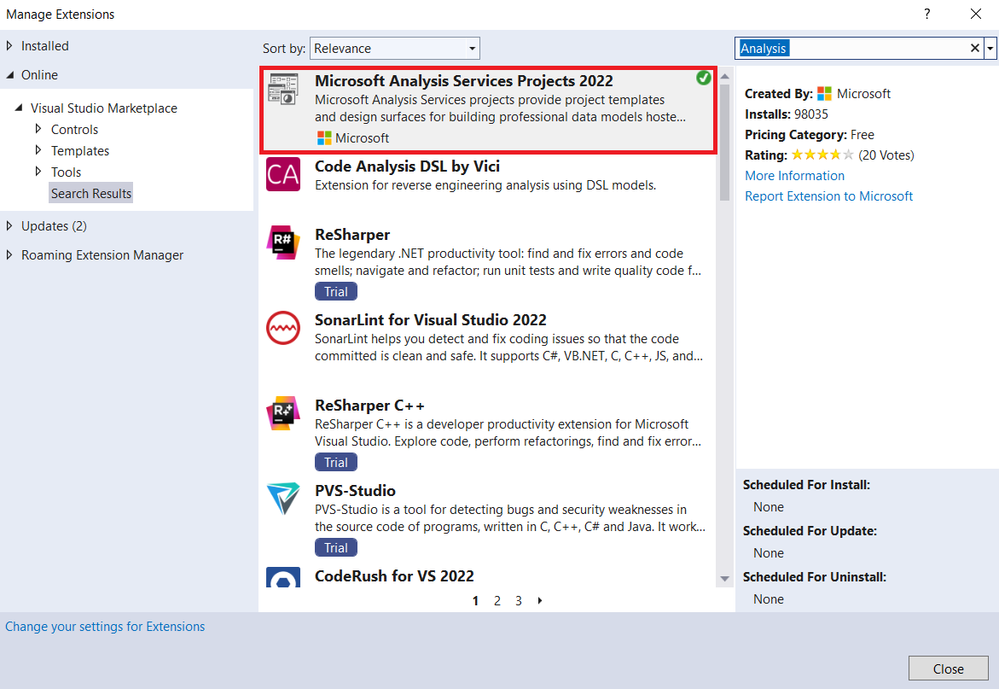 Manage Extensions
?
Installed
Online
Visual Studio Marketplace
Controls
Templates
Tools
Search Results
Updates (2)
Roaming Extension Manager
Sort by: Relevance
Microsoft Analysis Services Projects 2022
Microsoft Analysis Services projects provide project templates
and design surfaces for building professional data models hoste...
Microsoft
CA
Code Analysis DSL by Vici
Extension for reverse engineering analysis using DSL models.
R#
ReSharper
The legendary .NET productivity tool: find and fix errors and code
smells; navigate and refactor; run unit tests and write quality code f...
Trial
SonarLint for Visual Studio 2022
SonarLint helps you detect and fix coding issues so that the code
committed is clean and safe. It supports C#, VB.NET, C, C++, JS, and...
R+
ReSharper C++
ReSharper C++ is a developer productivity extension for Microsoft
Visual Studio. Explore code, perform refactorings, find and fix error...
Trial
PVS-Studio
PVS-Studio is a tool for detecting bugs and security weaknesses in
the source code of programs, written in C, C++, C# and Java. It work...
Trial
CodeRush for VS 2022
1 2 3
Analysis
Created By: Microsoft
Installs: 98035
Pricing Category: Free
Rating: (20 Votes)
More Information
Report Extension to Microsoft
Scheduled For Install:
None
Scheduled For Update:
None
Scheduled For Uninstall:
None
Change your settings for Extensions
Close